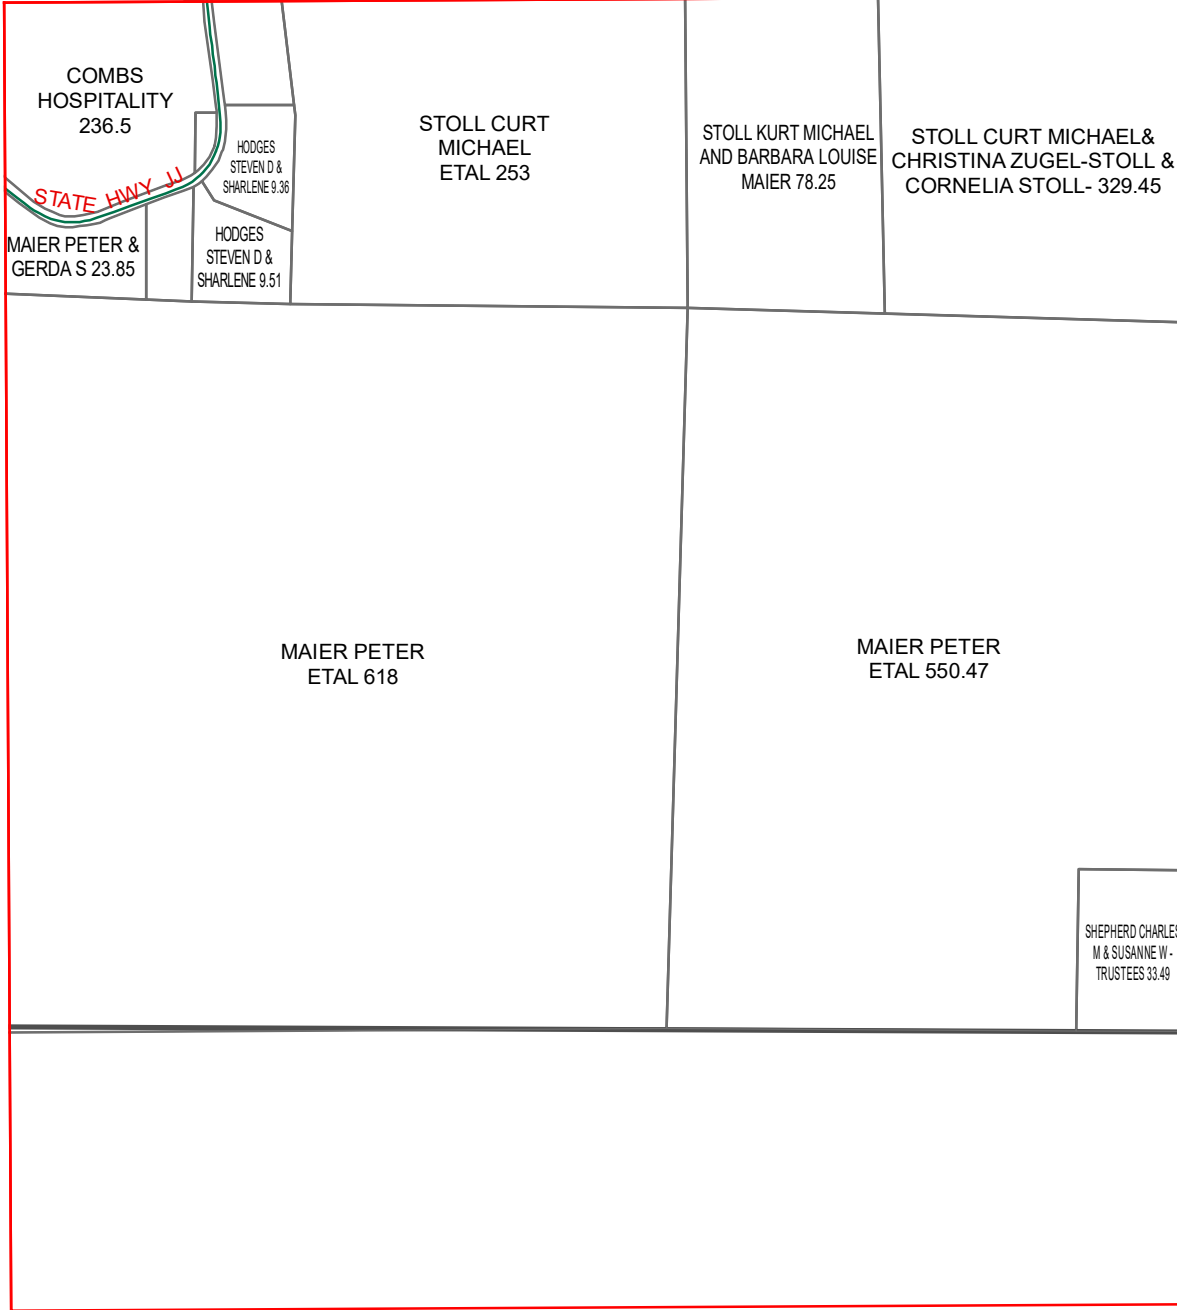 COMBS
HOSPITALITY
236.5
STOLL CURT
MICHAEL
ETAL 253
STOLL KURT MICHAEL
AND BARBARA LOUISE
MAIER 78.25
STOLL CURT MICHAEL&
CHRISTINA ZUGEL-STOLL &
CORNELIA STOLL- 329.45
HODGES
STEVEN D &
SHARLENE 9.36
STATE HWY JJ
MAIER PETER &
GERDA S 23.85
HODGES
STEVEN D &
SHARLENE 9.51
MAIER PETER
ETAL 618
MAIER PETER
ETAL 550.47
SHEPHERD CHARLES
M & SUSANNE W -
TRUSTEES 33.49